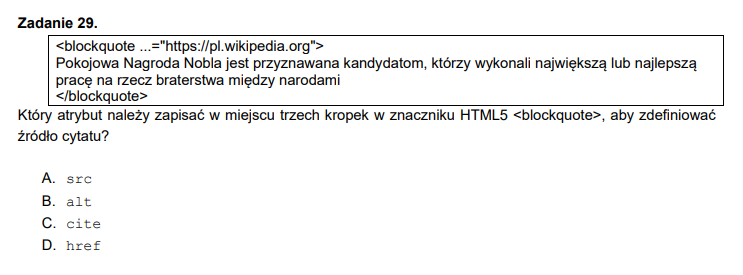 Zadanie 29.
<blockquote ...="https://pl.wikipedia.org">
Pokojowa Nagroda Nobla jest przyznawana kandydatom, którzy wykonali największą lub najlepszą
pracę na rzecz braterstwa między narodami
</blockquote>
Który atrybut należy zapisać w miejscu trzech kropek w znaczniku HTML5 <blockquote>, aby zdefiniować
źródło cytatu?
A. src
B. alt
C. cite
D. href